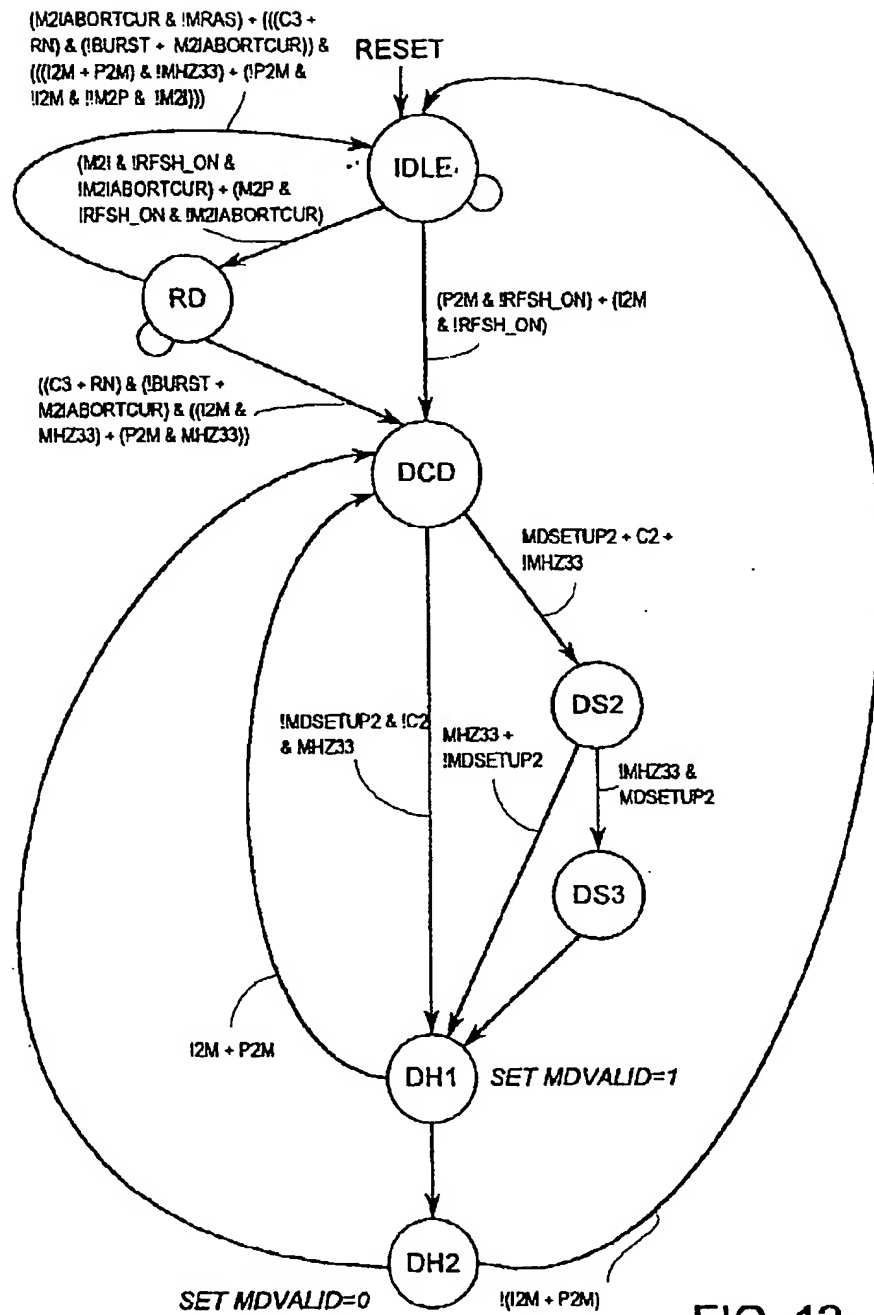 (M2IABORTCUR & !MRAS) + (((C3 +
RN) & (!BURST + M2IABORTCUR)) &
(((I2M + P2M) & !MHZ33) + (!P2M &
!I2M & !!M2P & !M2I)))
RESET
IDLE
(M2I & !RFSH_ON &
!M2IABORTCUR) + (M2P &
!RFSH_ON & !M2IABORTCUR)
RD
(P2M & !RFSH_ON) + (I2M
& !RFSH_ON)
((C3 + RN) & (!BURST +
M2IABORTCUR) & ((I2M &
MHZ33) + (P2M & MHZ33))
DCD
MDSETUP2 + C2 +
!MHZ33
DS2
!MDSETUP2 & !C2
& MHZ33
MHZ33 +
!MDSETUP2
!MHZ33 &
MDSETUP2
DS3
I2M + P2M
DH1
SET MDVALID=1
DH2
SET MDVALID=0
!(I2M + P2M)